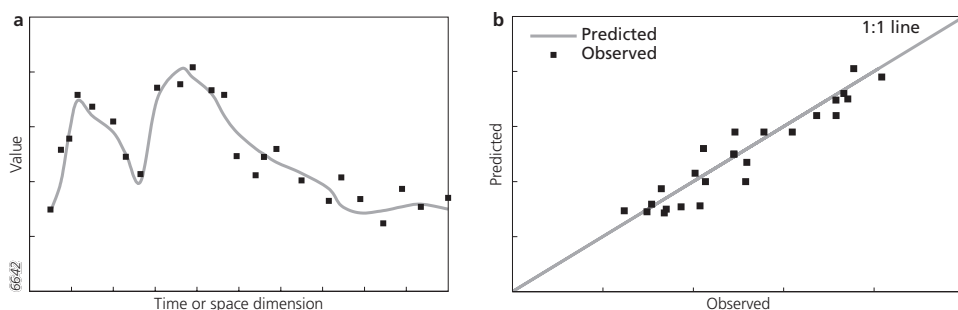 a
Value
6642
Time or space dimension
b
1:1 line
Predicted
Observed
Predicted
Observed